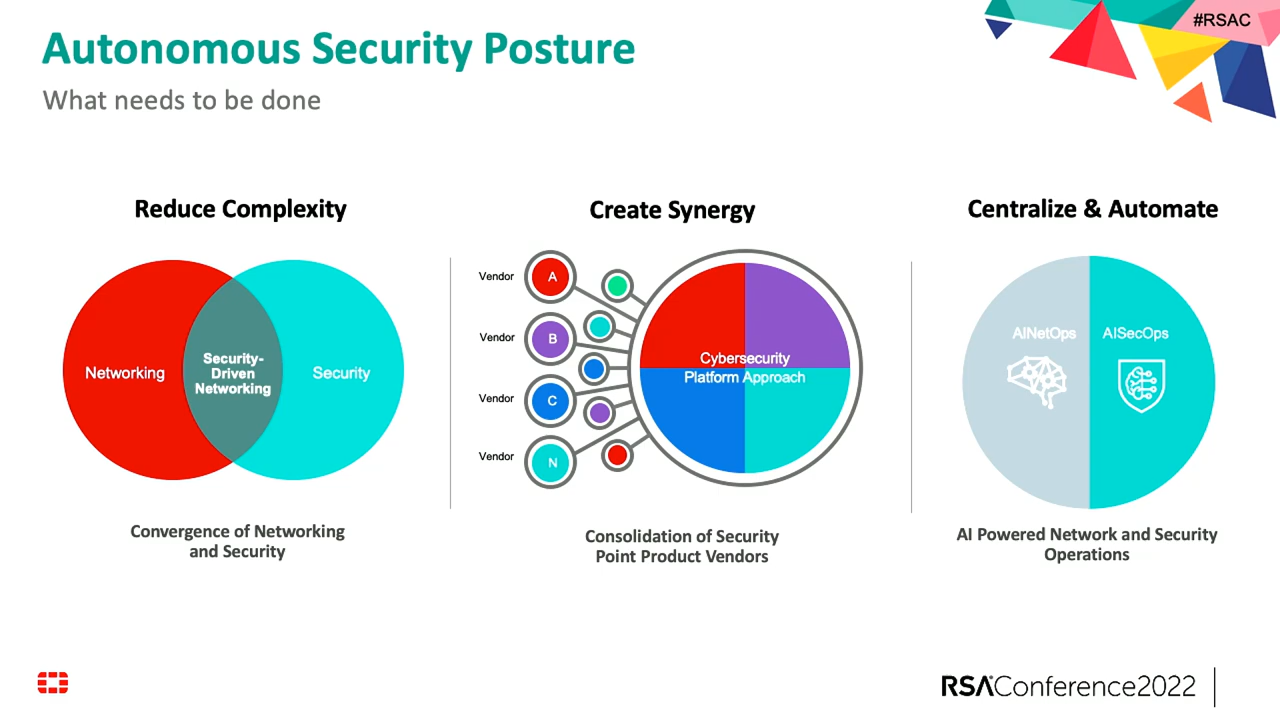 #RSAC
Autonomous Security Posture
What needs to be done
Reduce Complexity
Networking
Security-
Driven
Networking
Security
Convergence of Networking
and Security
Create Synergy
Vendor A
Vendor B
Vendor C
Vendor N
Cybersecurity
Platform Approach
Consolidation of Security
Point Product Vendors
Centralize & Automate
AINetOps
AISecOps
AI Powered Network and Security
Operations
RSAConference2022